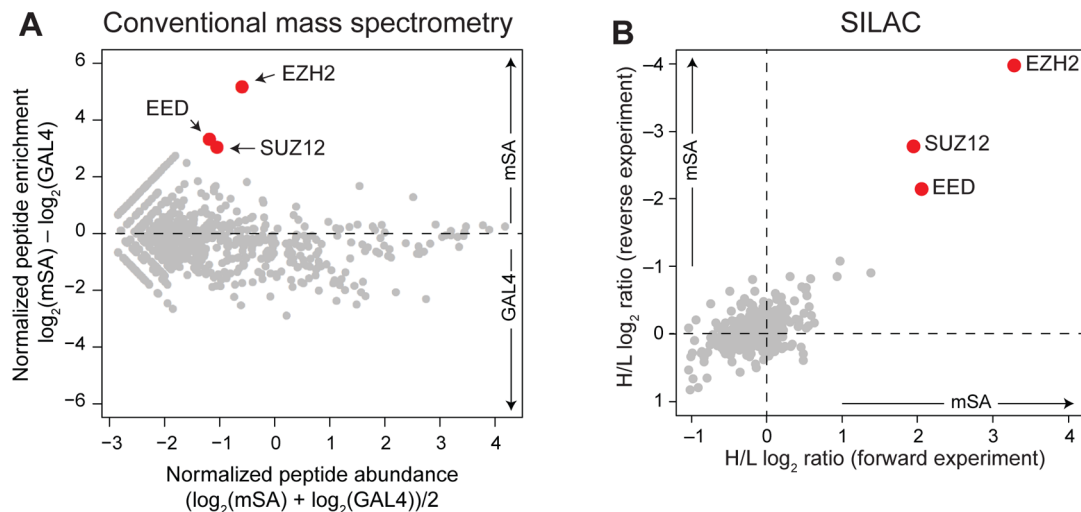 A
Conventional mass spectrometry
6
4
2
0
−2
−4
−6
Normalized peptide enrichment
log2(mSA) – log2(GAL4)
EZH2
EED
SUZ12
mSA
GAL4
−3 −2 −1 0 1 2 3 4
Normalized peptide abundance
(log2(mSA) + log2(GAL4))/2
B
SILAC
−4
−3
−2
−1
0
1
H/L log2 ratio (reverse experiment)
mSA
EZH2
SUZ12
EED
mSA
−1 0 1 2 3 4
H/L log2 ratio (forward experiment)